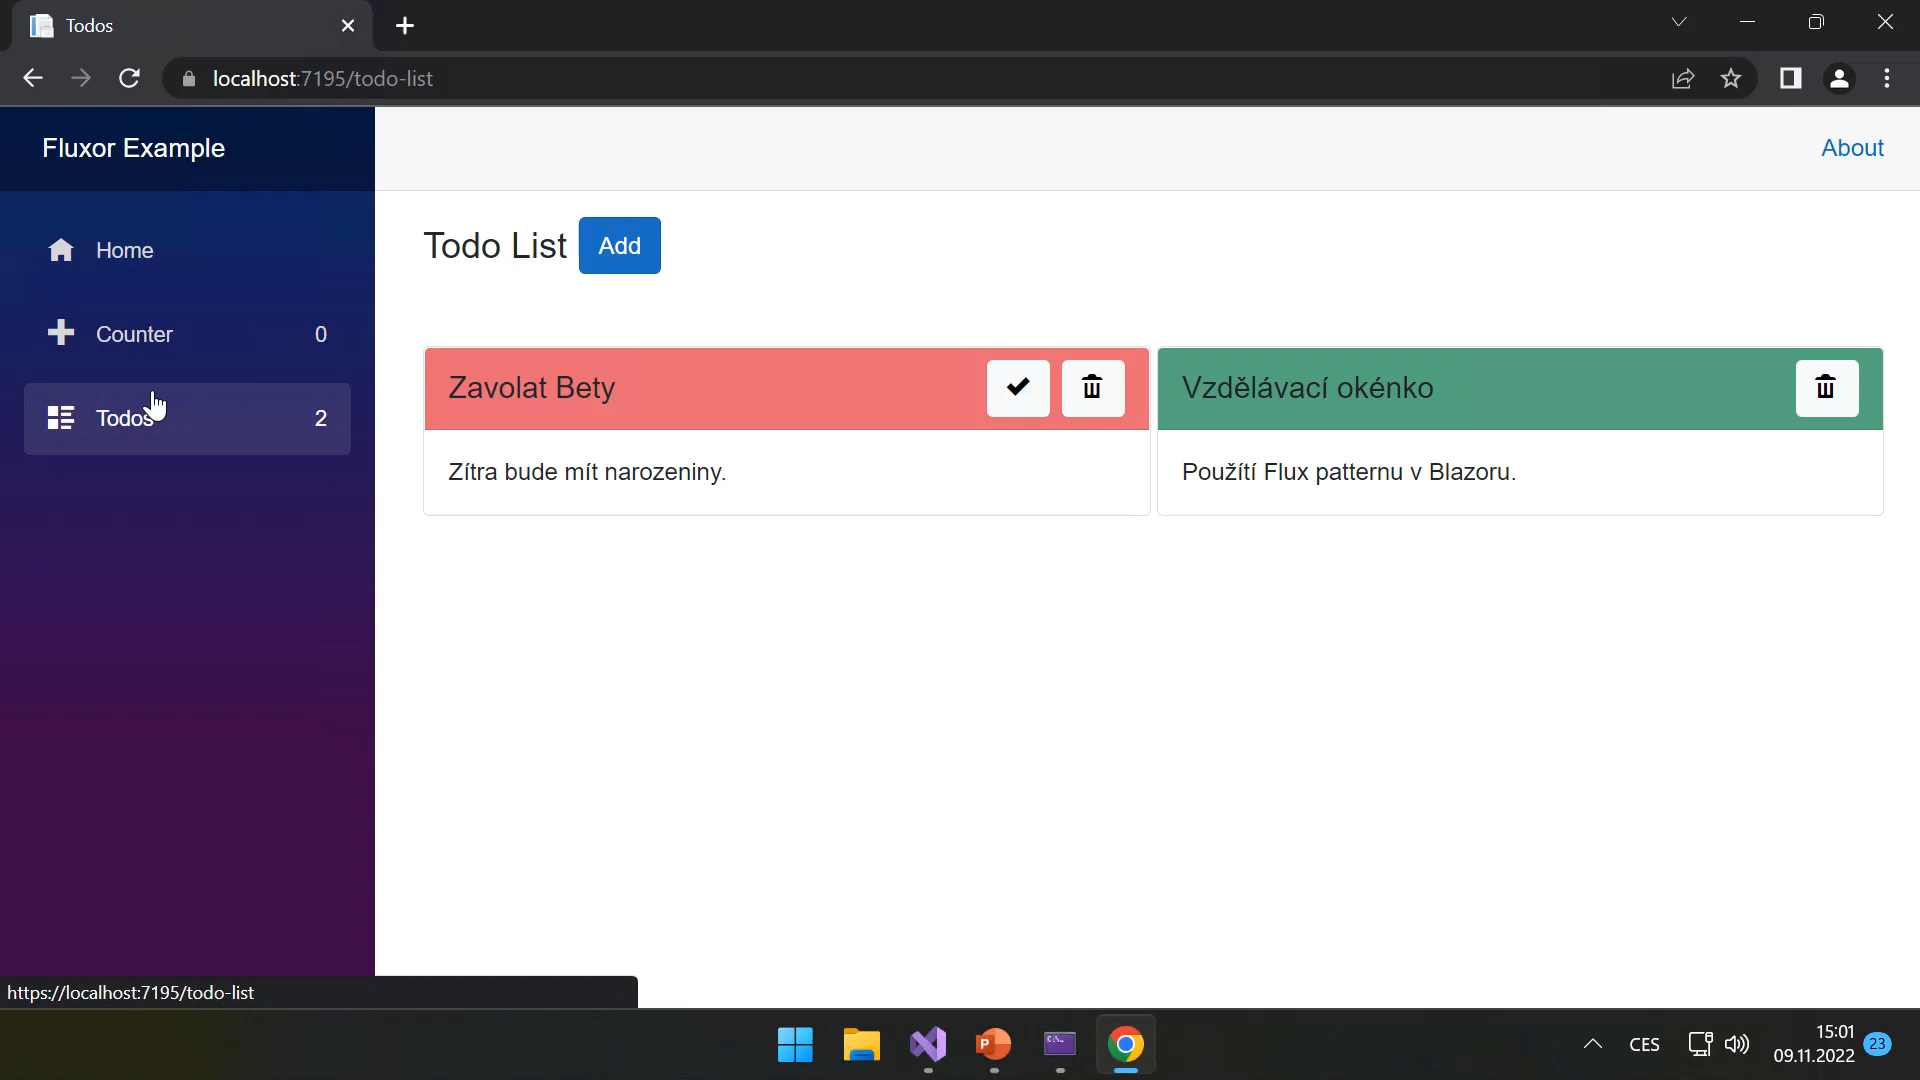 Todos
localhost:7195/todo-list
Fluxor Example
About
Home
Counter 0
Todos 2
Todo List Add
Zavolat Bety
Zítra bude mít narozeniny.
Vzdělávací okénko
Použítí Flux patternu v Blazoru.
https://localhost:7195/todo-list
CES
15:01
09.11.2022
23